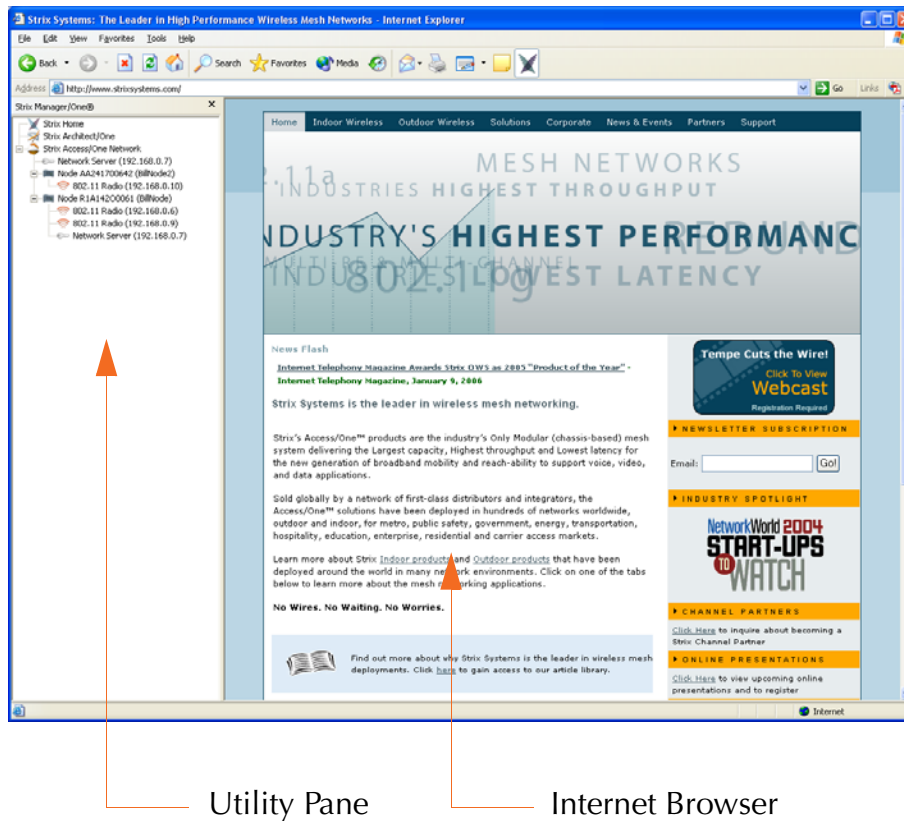 Strix Systems: The Leader in High Performance Wireless Mesh Networks - Internet Explorer
File Edit View Favorites Tools Help
Back Search Favorites Media
Address http://www.strixsystems.com/ Go Links
Strix Manager/One® x
Strix Home
Strix Architect/One
Strix Access/One Network
Network Server (192.168.0.7)
Node AA241700642 (BillNode2)
802.11 Radio (192.168.0.10)
Node R1A14200061 (BillNode)
802.11 Radio (192.168.0.6)
802.11 Radio (192.168.0.9)
Network Server (192.168.0.7)
Home Indoor Wireless Outdoor Wireless Solutions Corporate News & Events Partners Support
MESH NETWORKS
2.11a
INDUSTRIES HIGHEST THROUGHPUT
NDUSTRY'S HIGHEST PERFORMANC
REDUND
MULTI-RF & MULTI-CHANNEL
INDUSTRIES LOWEST LATENCY
802.11g
News Flash
Internet Telephony Magazine Awards Strix OWS as 2005 "Product of the Year" -
Internet Telephony Magazine, January 9, 2006
Strix Systems is the leader in wireless mesh networking.
Strix's Access/One™ products are the industry's Only Modular (chassis-based) mesh
system delivering the Largest capacity, Highest throughput and Lowest latency for
the new generation of broadband mobility and reach-ability to support voice, video,
and data applications.
Sold globally by a network of first-class distributors and integrators, the
Access/One™ solutions have been deployed in hundreds of networks worldwide,
outdoor and indoor, for metro, public safety, government, energy, transportation,
hospitality, education, enterprise, residential and carrier access markets.
Learn more about Strix Indoor products and Outdoor products that have been
deployed around the world in many network environments. Click on one of the tabs
below to learn more about the mesh networking applications.
No Wires. No Waiting. No Worries.
Find out more about why Strix Systems is the leader in wireless mesh
deployments. Click here to gain access to our article library.
Tempe Cuts the Wire!
Click To View
Webcast
Registration Required
NEWSLETTER SUBSCRIPTION
Email: Go!
INDUSTRY SPOTLIGHT
NetworkWorld 2004
START-UPS
TO WATCH
CHANNEL PARTNERS
Click Here to inquire about becoming a
Strix Channel Partner
ONLINE PRESENTATIONS
Click Here to view upcoming online
presentations and to register
Internet
Utility Pane
Internet Browser